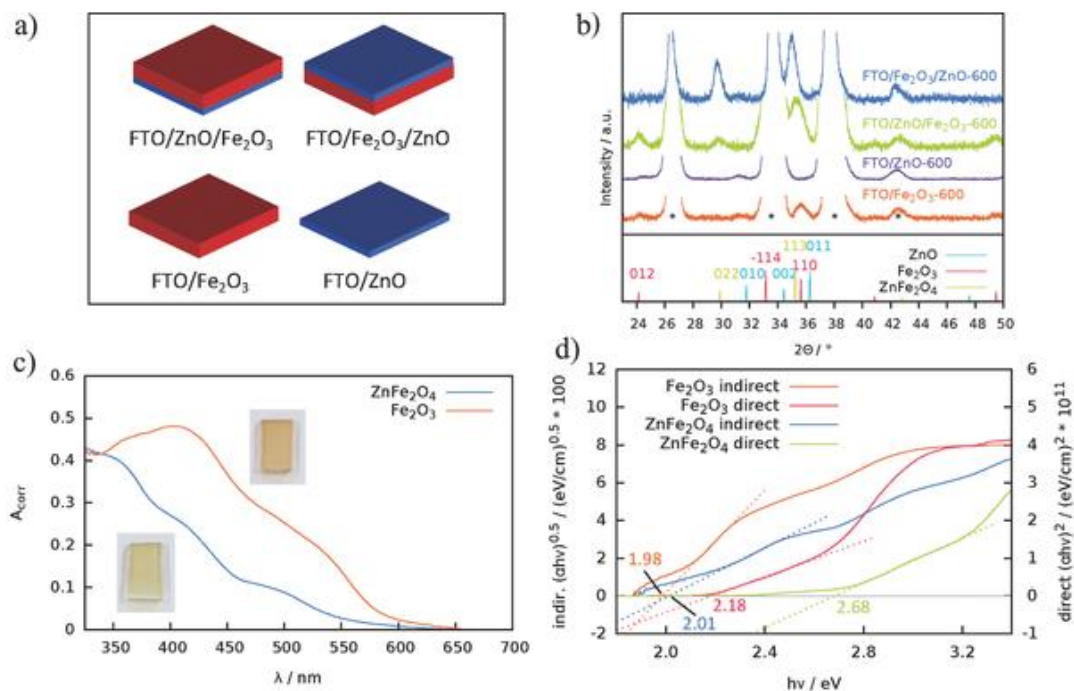 a)
FTO/ZnO/Fe₂O₃ FTO/Fe₂O₃/ZnO
FTO/Fe₂O₃ FTO/ZnO
b)
Intensity / a.u.
FTO/Fe₂O₃/ZnO-600
FTO/ZnO/Fe₂O₃-600
FTO/ZnO-600
FTO/Fe₂O₃-600
* * * *
113 011
-114
012 022 010 002 110
ZnO
Fe₂O₃
ZnFe₂O₄
24 26 28 30 32 34 36 38 40 42 44 46 48 50
2Θ / °
c)
A corr
0.6
0.5
0.4
0.3
0.2
0.1
0
ZnFe₂O₄
Fe₂O₃
350 400 450 500 550 600 650 700
λ / nm
d)
indir. (αhν)^0.5 / (eV/cm)^0.5 * 100
12
10
8
6
4
2
0
-2
Fe₂O₃ indirect
Fe₂O₃ direct
ZnFe₂O₄ indirect
ZnFe₂O₄ direct
1.98
2.01
2.18
2.68
2.0 2.4 2.8 3.2
hν / eV
6
5
4
3
2
1
0
-1
direct (αhν)² / (eV/cm)² * 10¹¹